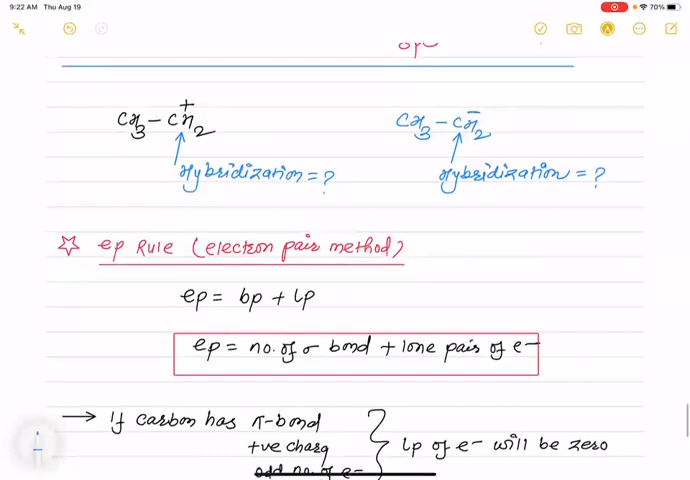 9:22 AM Thu Aug 19 70%
CH3 - C+H2 CH3 - C̄H2
Hybridization = ? Hybridization = ?
☆ ep Rule (electron pair method)
ep = bp + lp
ep = no. of σ bond + lone pair of e-
→ If carbon has π-bond
+ve charg
odd no. of e-
} lp of e- will be zero